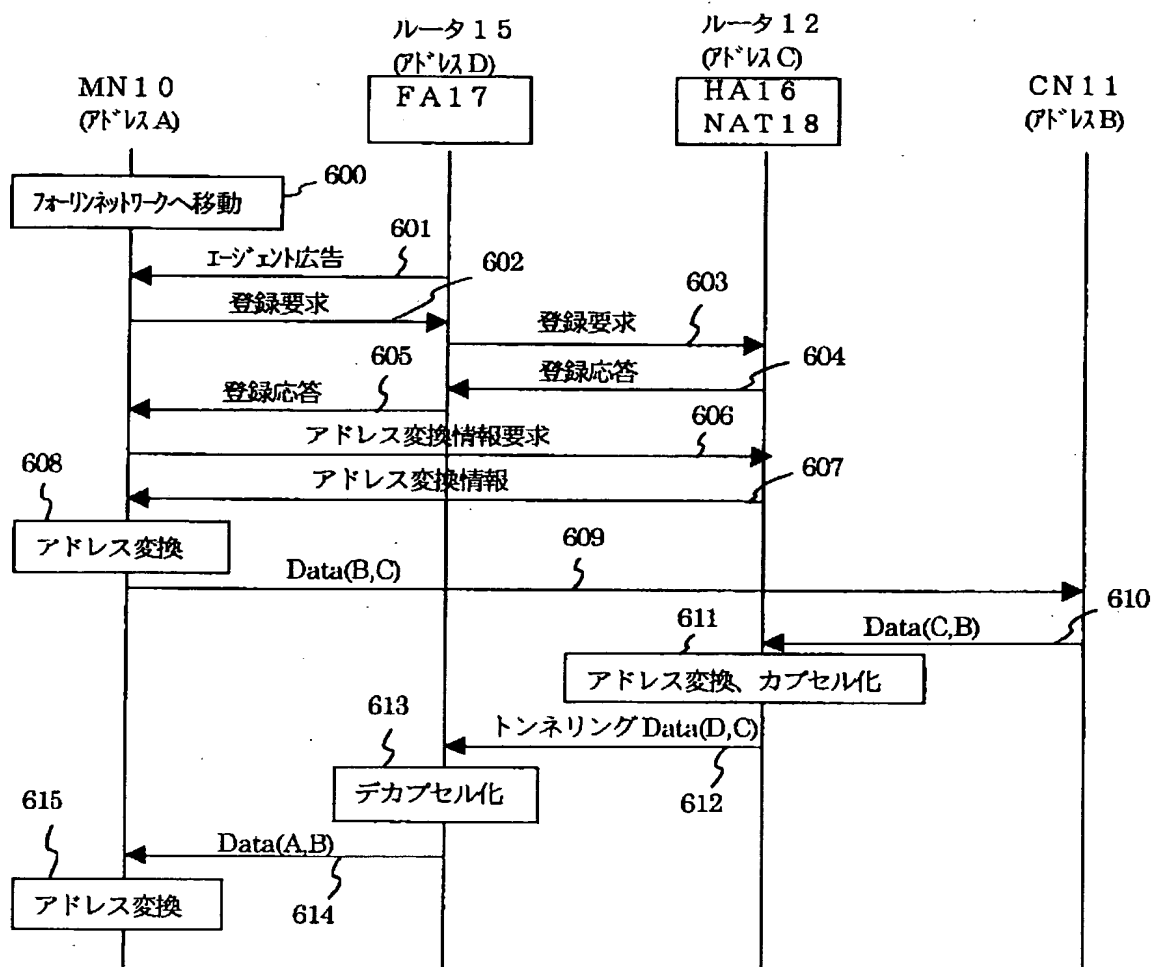 ルータ１５
(ｱﾄﾞﾚｽD)
ＦＡ１７
ルータ１２
(ｱﾄﾞﾚｽC)
ＨＡ１６
ＮＡＴ１８
ＭＮ１０
(ｱﾄﾞﾚｽA)
ＣＮ１１
(ｱﾄﾞﾚｽB)
ﾌｫｰﾘﾝﾈｯﾄﾜｰｸへ移動
600
ｴｰｼﾞｪﾝﾄ広告
601
登録要求
602
登録要求
603
登録応答
604
登録応答
605
アドレス変換情報要求
606
アドレス変換情報
607
608
アドレス変換
Data(B,C)
609
Data(C,B)
610
611
アドレス変換、カプセル化
トンネリングData(D,C)
612
613
デカプセル化
Data(A,B)
614
615
アドレス変換